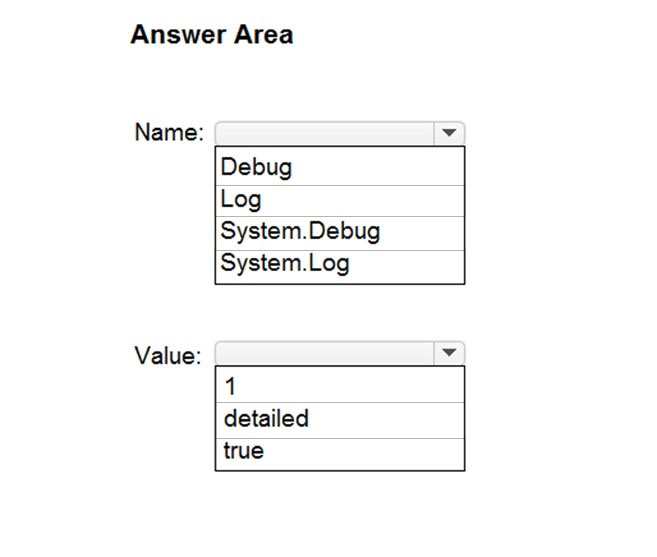 Answer Area
Name:
Debug
Log
System.Debug
System.Log
Value:
1
detailed
true